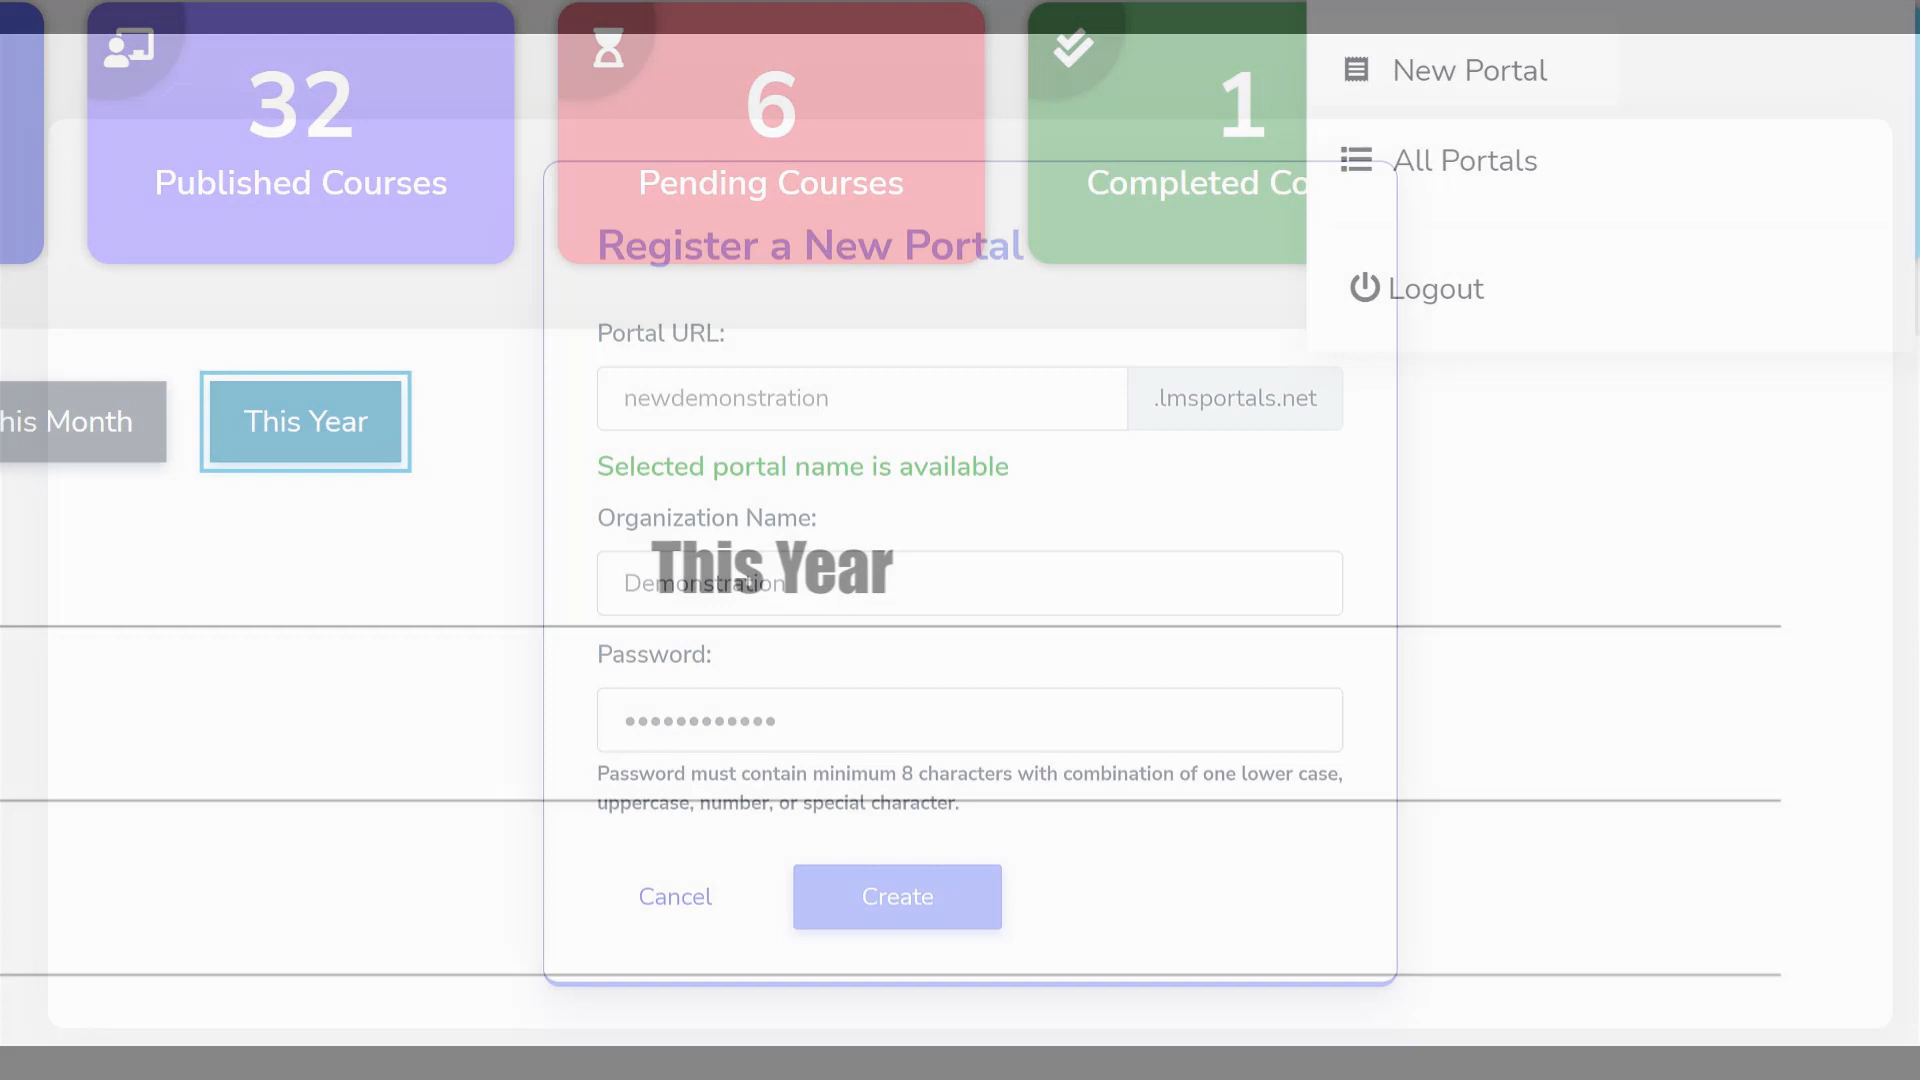 32
Published Courses
6
Pending Courses
1
Completed Co
New Portal
All Portals
Logout
Register a New Portal
Portal URL:
newdemonstration .lmsportals.net
his Month
This Year
Selected portal name is available
Organization Name:
This Year
Demonstration
Password:
Password must contain minimum 8 characters with combination of one lower case,
uppercase, number, or special character.
Cancel
Create